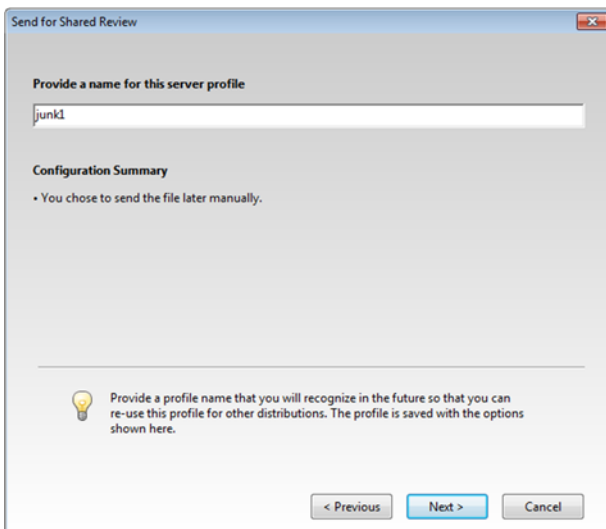 Send for Shared Review
Provide a name for this server profile
junk1
Configuration Summary
• You chose to send the file later manually.
Provide a profile name that you will recognize in the future so that you can
re-use this profile for other distributions. The profile is saved with the options
shown here.
< Previous
Next >
Cancel